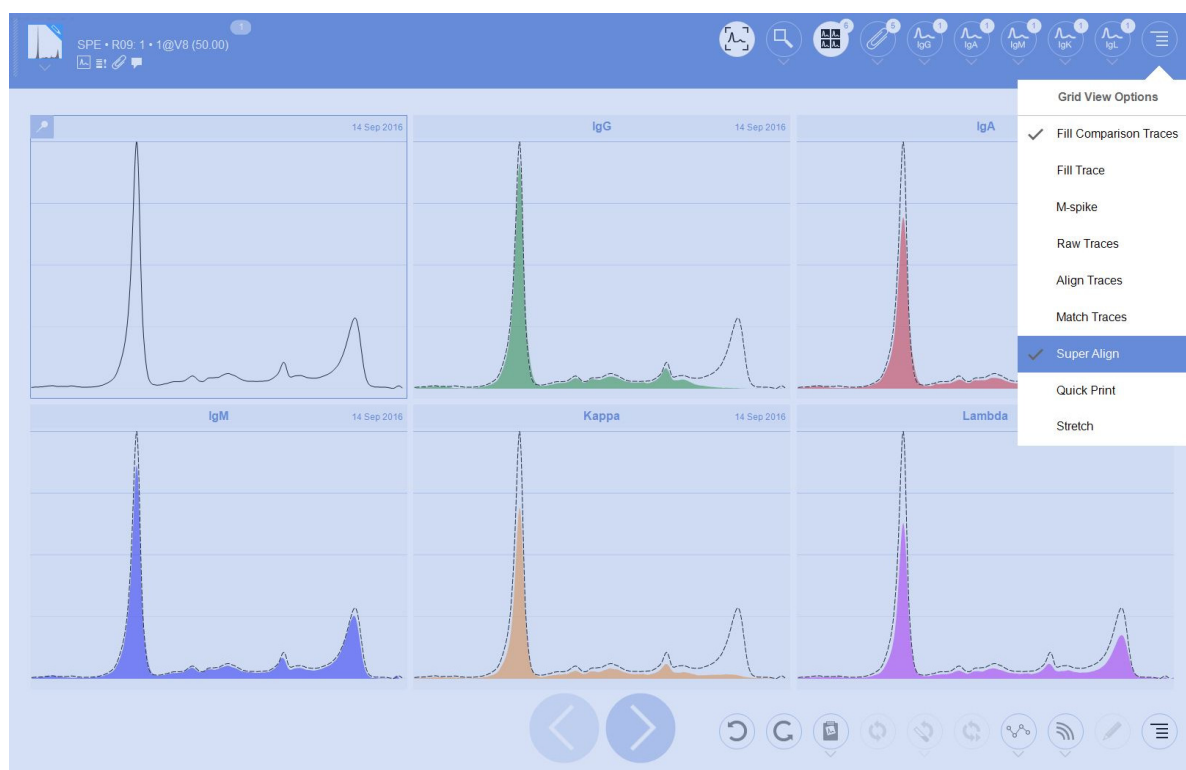 SPE • R09: 1 • 1@V8 (50.00)
1
6
5
1
IgG
1
IgA
1
IgM
1
IgK
1
IgL
Grid View Options
Fill Comparison Traces
Fill Trace
M-spike
Raw Traces
Align Traces
Match Traces
Super Align
Quick Print
Stretch
14 Sep 2016
IgG
14 Sep 2016
IgA
IgM
14 Sep 2016
Kappa
14 Sep 2016
Lambda